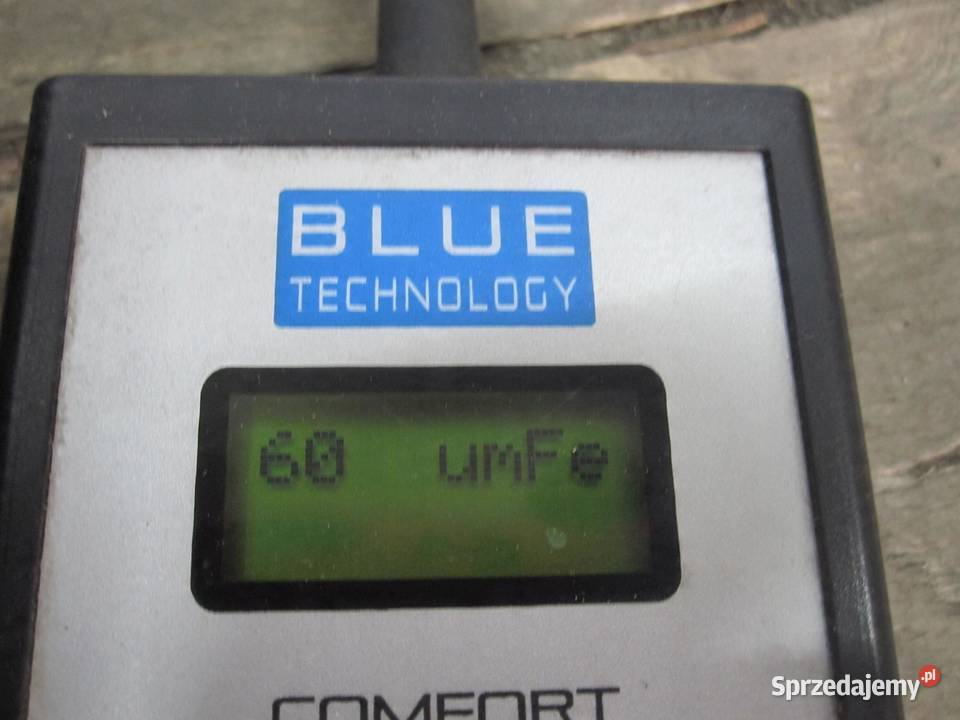 BLUE
TECHNOLOGY
60 umFe
COMFORT
Sprzedajemy.pl